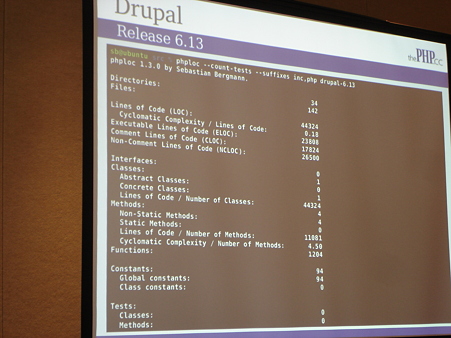 Drupal
Release 6.13
thePHP.cc
sb@ubuntu phploc --count-tests --suffixes inc,php drupal-6.13
phploc 1.3.0 by Sebastian Bergmann.
Directories: 34
Files: 142
Lines of Code (LOC): 44324
Cyclomatic Complexity / Lines of Code: 0.18
Executable Lines of Code (ELOC): 23808
Comment Lines of Code (CLOC): 17824
Non-Comment Lines of Code (NCLOC): 26500
Interfaces: 0
Classes: 1
Abstract Classes: 0
Concrete Classes: 1
Lines of Code / Number of Classes: 44324
Methods: 4
Non-Static Methods: 4
Static Methods: 0
Lines of Code / Number of Methods: 11081
Cyclomatic Complexity / Number of Methods: 4.50
Functions: 1204
Constants: 94
Global constants: 94
Class constants: 0
Tests:
Classes: 0
Methods: 0